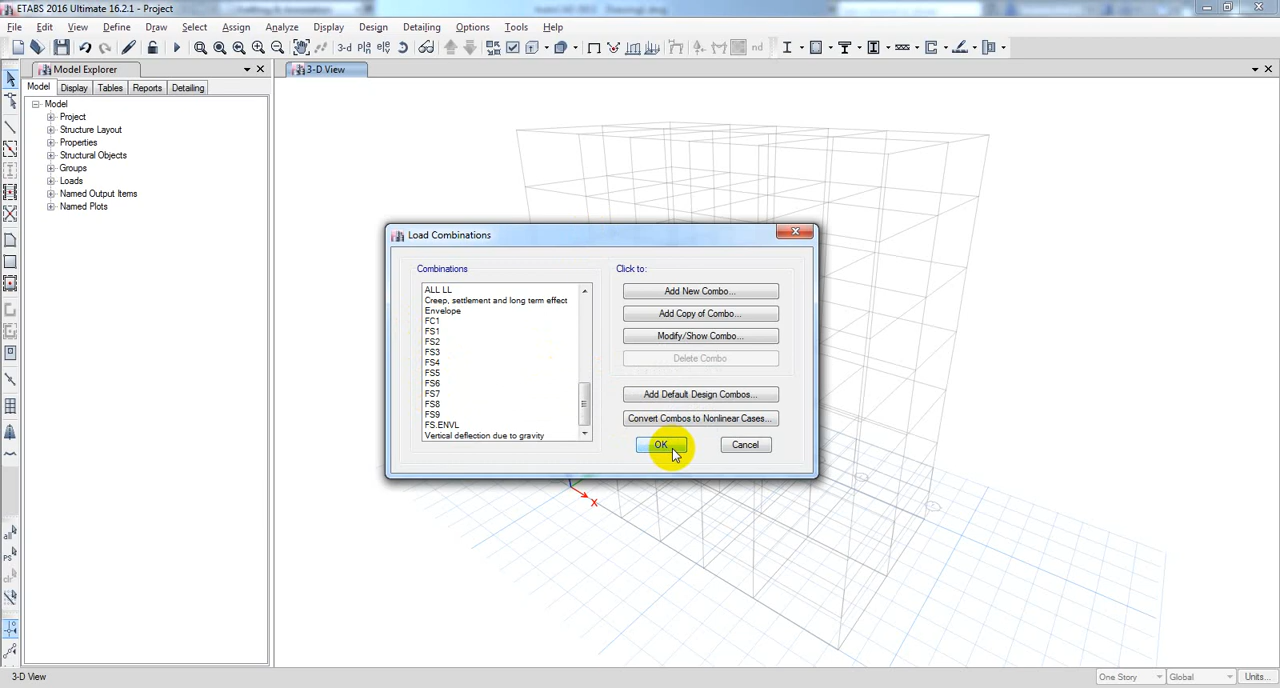 ETABS 2016 Ultimate 16.2.1 - Project
File Edit View Define Draw Select Assign Analyze Display Design Detailing Options Tools Help
3-d nd
Model Explorer
3-D View
Model Display Tables Reports Detailing
Model
Project
Structure Layout
Properties
Structural Objects
Groups
Loads
Named Output Items
Named Plots
Load Combinations
Combinations
ALL LL
Creep, settlement and long term effect
Envelope
FC1
FS1
FS2
FS3
FS4
FS5
FS6
FS7
FS8
FS9
FS.ENVL
Vertical deflection due to gravity
Click to:
Add New Combo...
Add Copy of Combo...
Modify/Show Combo...
Delete Combo
Add Default Design Combos...
Convert Combos to Nonlinear Cases...
OK Cancel
X
all
PS
clr
3-D View
One Story Global Units...